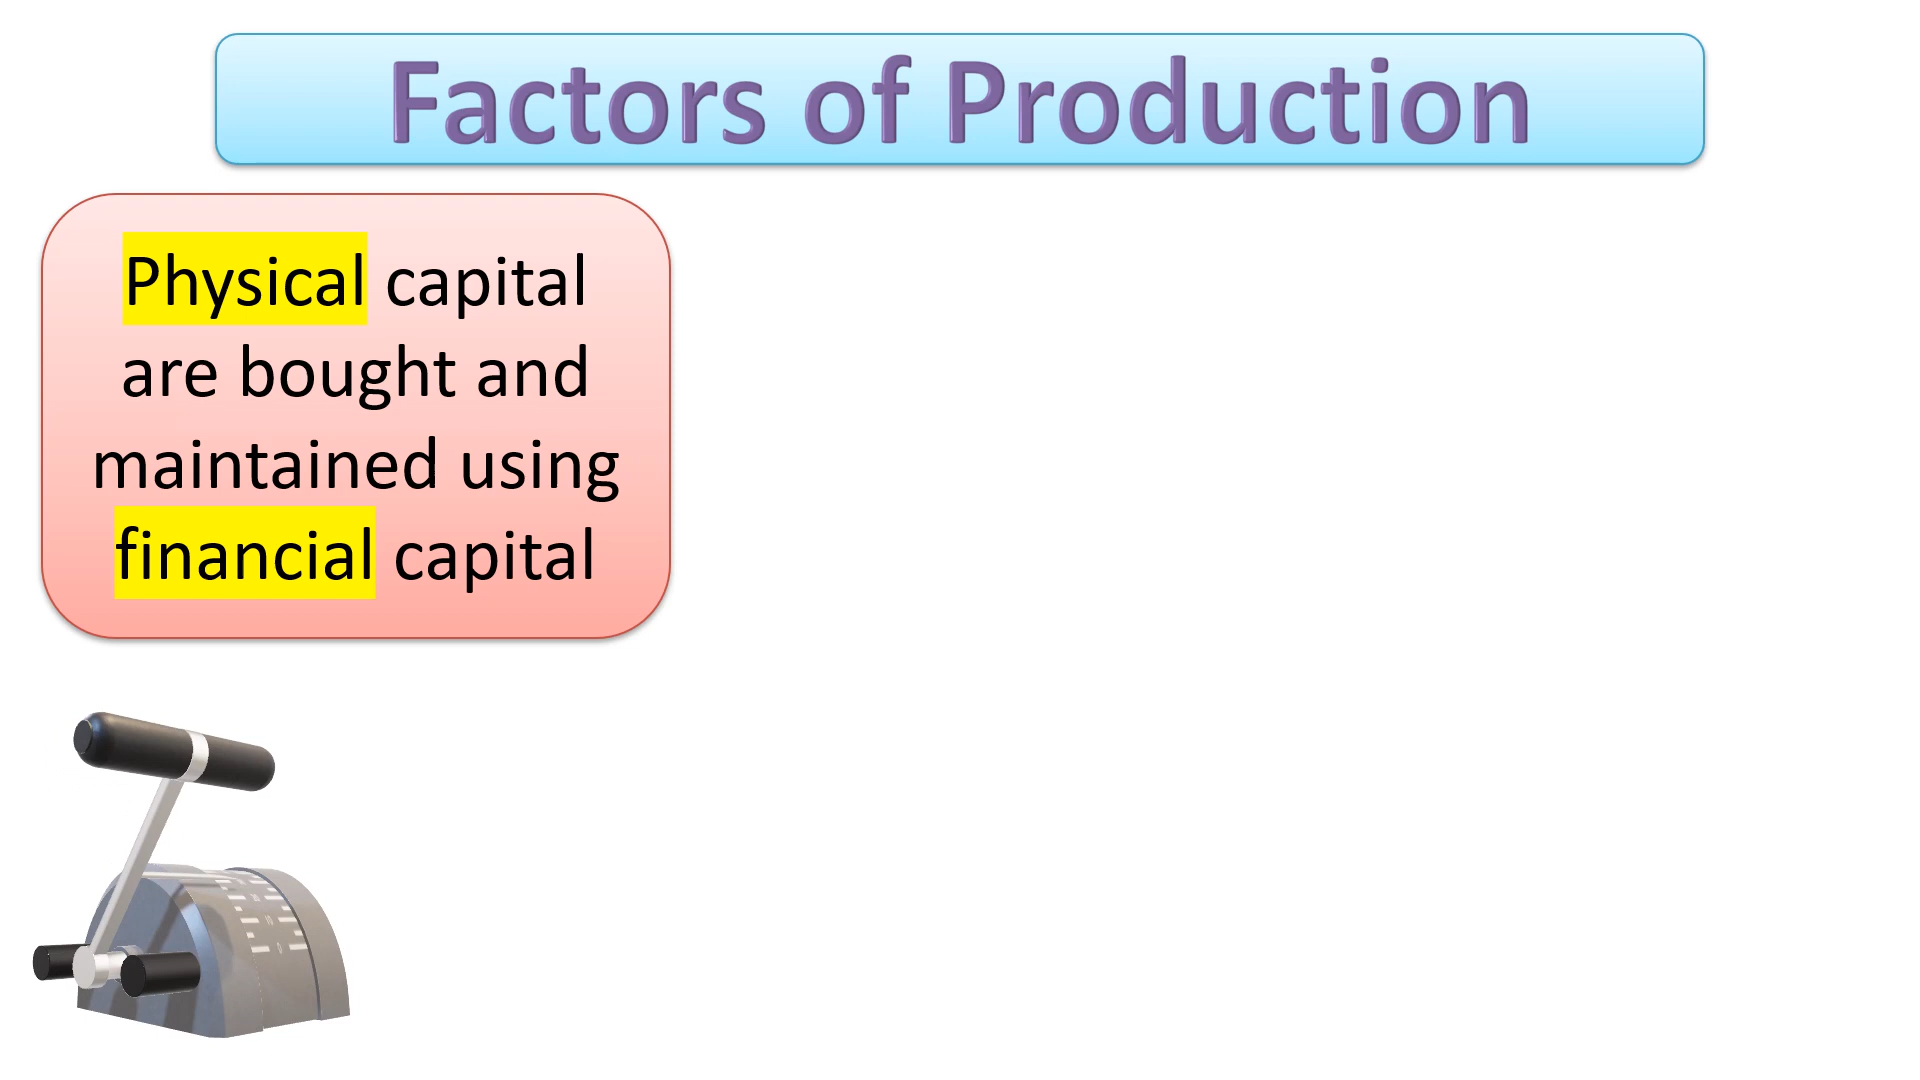 Factors of Production
Physical capital
are bought and
maintained using
financial capital